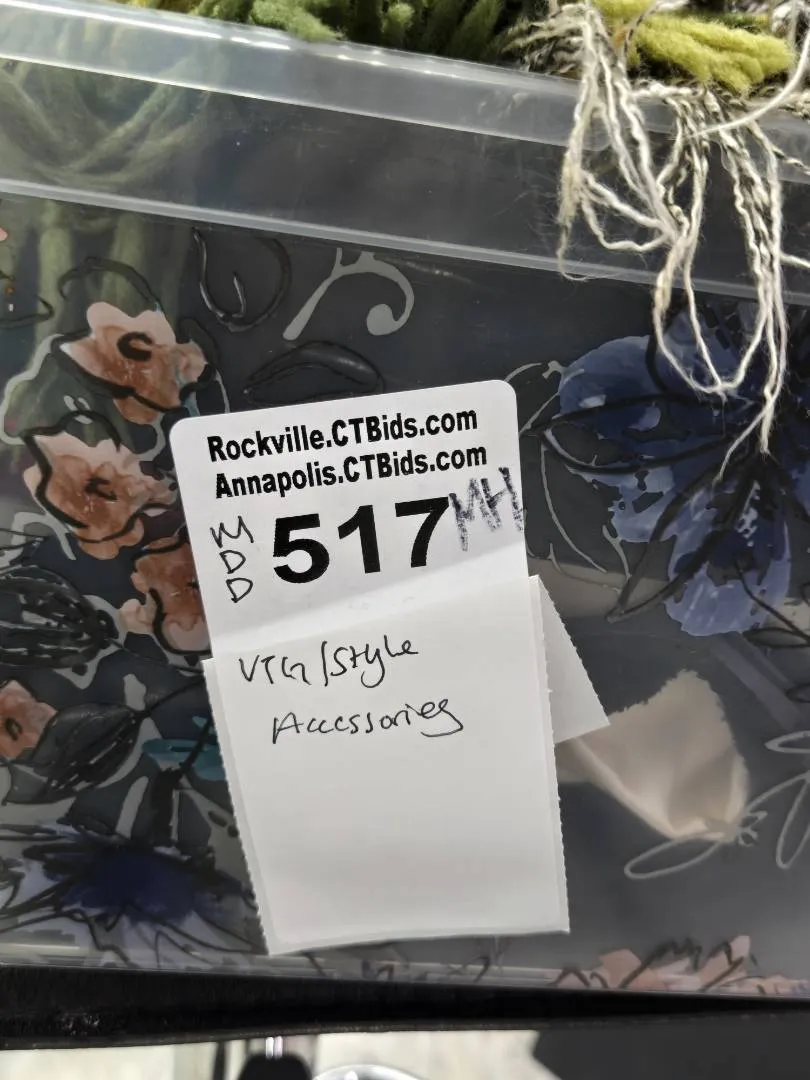 Rockville.CTBids.com
Annapolis.CTBids.com
MDD 517 MH
VTG/Style
Accessories